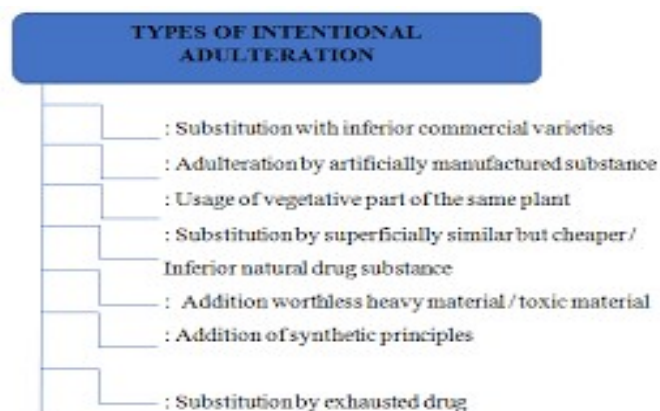 TYPES OF INTENTIONAL
ADULTERATION
: Substitution with inferior commercial varieties
: Adulteration by artificially manufactured substance
: Usage of vegetative part of the same plant
: Substitution by superficially similar but cheaper /
Inferior natural drug substance
: Addition worthless heavy material / toxic material
: Addition of synthetic principles
: Substitution by exhausted drug